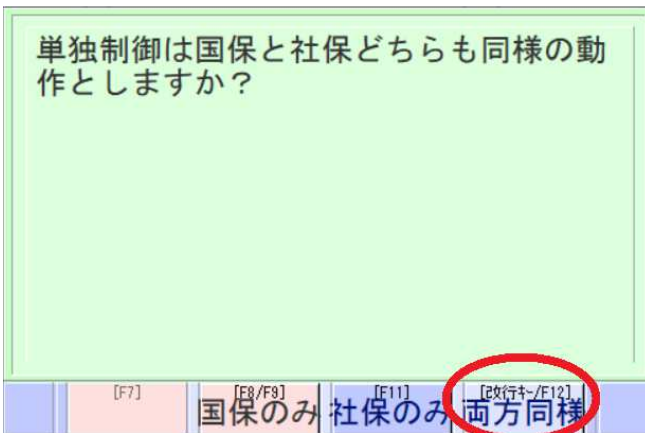 単独制御は国保と社保どちらも同様の動
作としますか？
[F7]
[F8/F9]
国保のみ
[F11]
社保のみ
[改行ｷｰ/F12]
両方同様